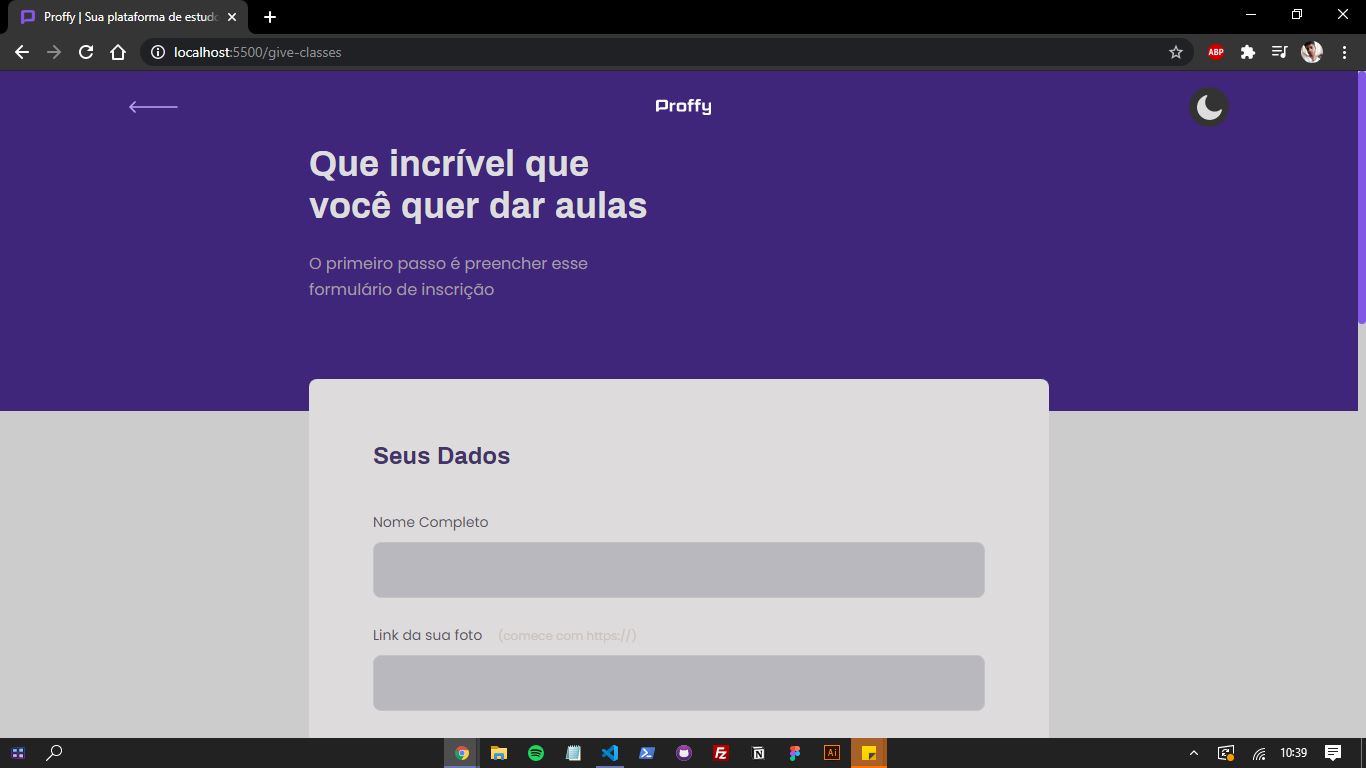 Proffy | Sua plataforma de estudo
localhost:5500/give-classes
ABP
Proffy
Que incrível que
você quer dar aulas
O primeiro passo é preencher esse
formulário de inscrição
Seus Dados
Nome Completo
Link da sua foto (comece com https://)
Fz
N
Ai
10:39